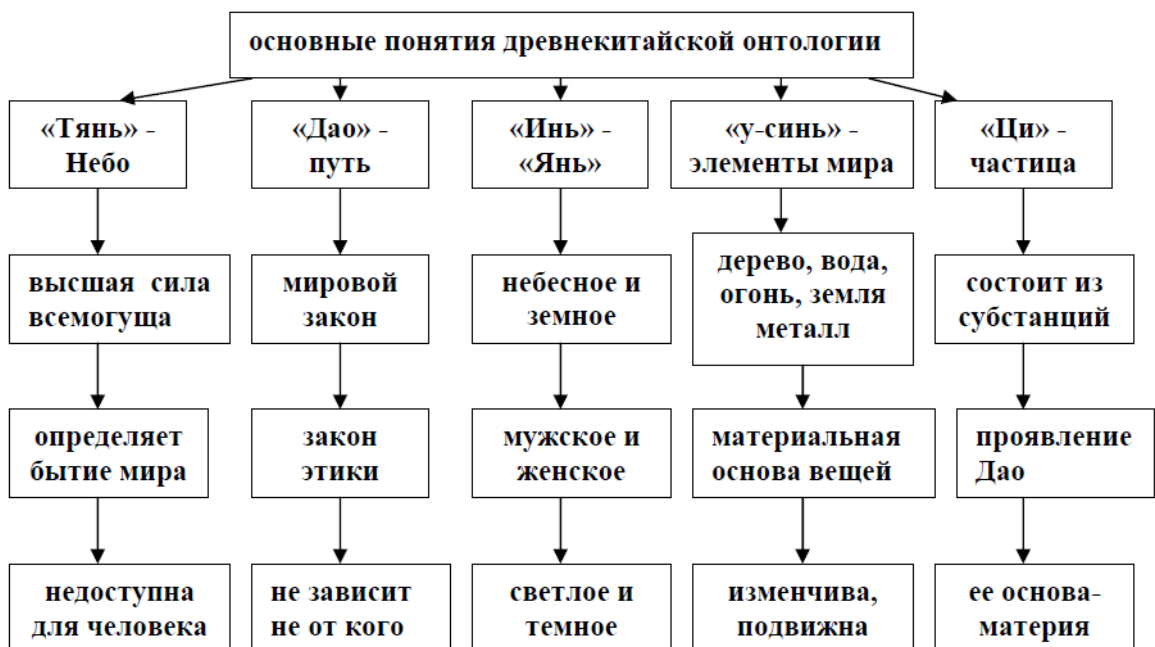 основные понятия древнекитайской онтологии
«Тянь» -
Небо
«Дао» -
путь
«Инь» -
«Янь»
«у-синь» -
элементы мира
«Ци» -
частица
высшая сила
всемогуща
мировой
закон
небесное и
земное
дерево, вода,
огонь, земля
металл
состоит из
субстанций
определяет
бытие мира
закон
этики
мужское и
женское
материальная
основа вещей
проявление
Дао
недоступна
для человека
не зависит
не от кого
светлое и
темное
изменчива,
подвижна
ее основа-
материя